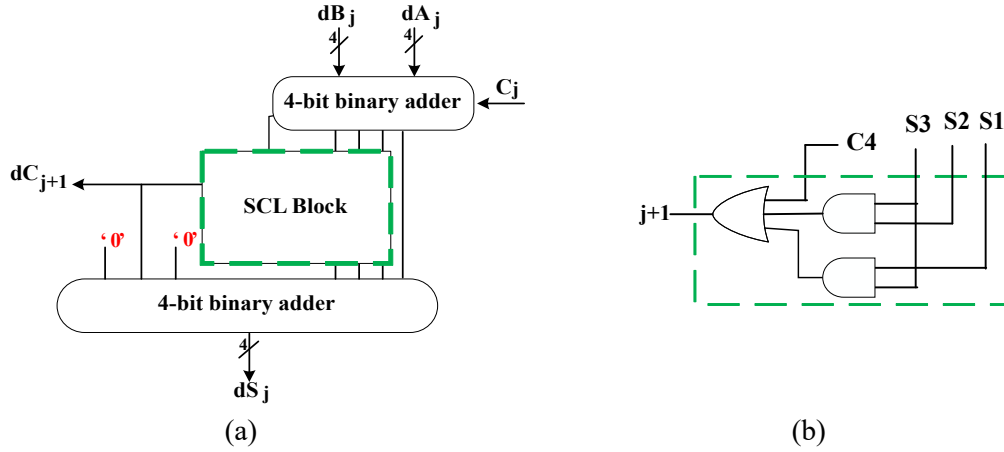 dB j
dA j
4
4
4-bit binary adder
C j
dC j+1
SCL Block
‘0’
‘0’
4-bit binary adder
4
dS j
(a)
S3
S2
S1
C4
j+1
(b)